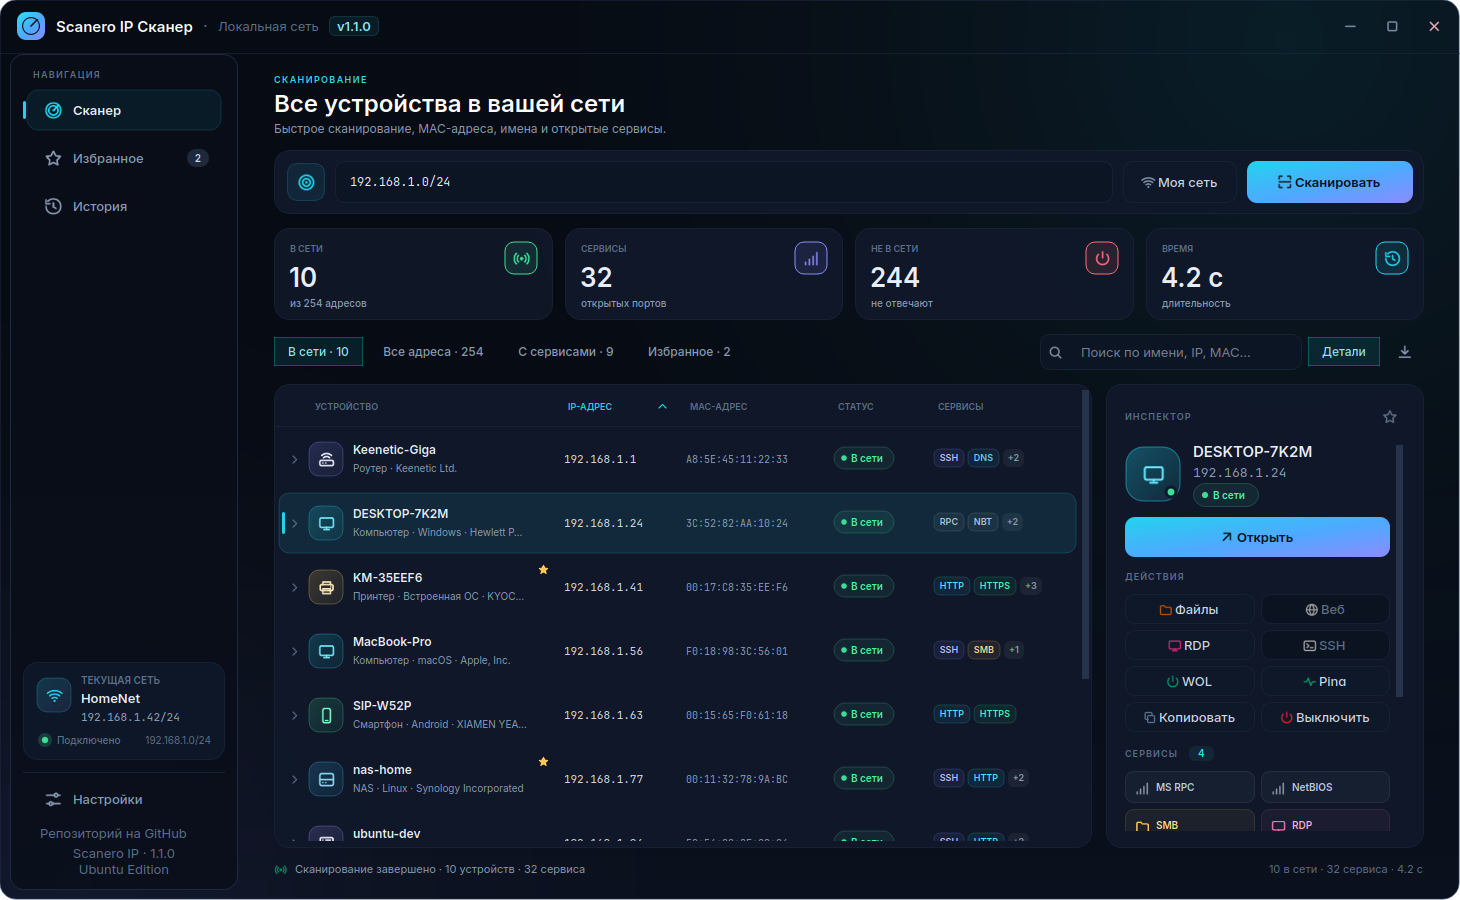 Scanero IP Сканер · Локальная сеть v1.1.0
НАВИГАЦИЯ
Сканер
Избранное 2
История
ТЕКУЩАЯ СЕТЬ
HomeNet
192.168.1.42/24
Подключено 192.168.1.0/24
Настройки
Репозиторий на GitHub
Scanero IP · 1.1.0
Ubuntu Edition
СКАНИРОВАНИЕ
Все устройства в вашей сети
Быстрое сканирование, MAC-адреса, имена и открытые сервисы.
192.168.1.0/24 Моя сеть Сканировать
В СЕТИ
10
из 254 адресов
СЕРВИСЫ
32
открытых портов
НЕ В СЕТИ
244
не отвечают
ВРЕМЯ
4.2 с
длительность
В сети · 10 Все адреса · 254 С сервисами · 9 Избранное · 2 Поиск по имени, IP, MAC... Детали
УСТРОЙСТВО IP-АДРЕС MAC-АДРЕС СТАТУС СЕРВИСЫ
Keenetic-Giga
Роутер · Keenetic Ltd.
192.168.1.1 A8:5E:45:11:22:33 В сети SSH DNS +2
DESKTOP-7K2M
Компьютер · Windows · Hewlett P...
192.168.1.24 3C:52:82:AA:10:24 В сети RPC NBT +2
KM-35EEF6
Принтер · Встроенная ОС · KYOC...
192.168.1.41 00:17:C8:35:EE:F6 В сети HTTP HTTPS +3
MacBook-Pro
Компьютер · macOS · Apple, Inc.
192.168.1.56 F0:18:98:3C:56:01 В сети SSH SMB +1
SIP-W52P
Смартфон · Android · XIAMEN YEA...
192.168.1.63 00:15:65:F0:61:18 В сети HTTP HTTPS
nas-home
NAS · Linux · Synology Incorporated
192.168.1.77 00:11:32:78:9A:BC В сети SSH HTTP +2
ubuntu-dev
В сети SSH HTTP
ИНСПЕКТОР
DESKTOP-7K2M
192.168.1.24
В сети
Открыть
ДЕЙСТВИЯ
Файлы Веб
RDP SSH
WOL Ping
Копировать Выключить
СЕРВИСЫ 4
MS RPC NetBIOS
SMB RDP
Сканирование завершено · 10 устройств · 32 сервиса
10 в сети · 32 сервиса · 4.2 с